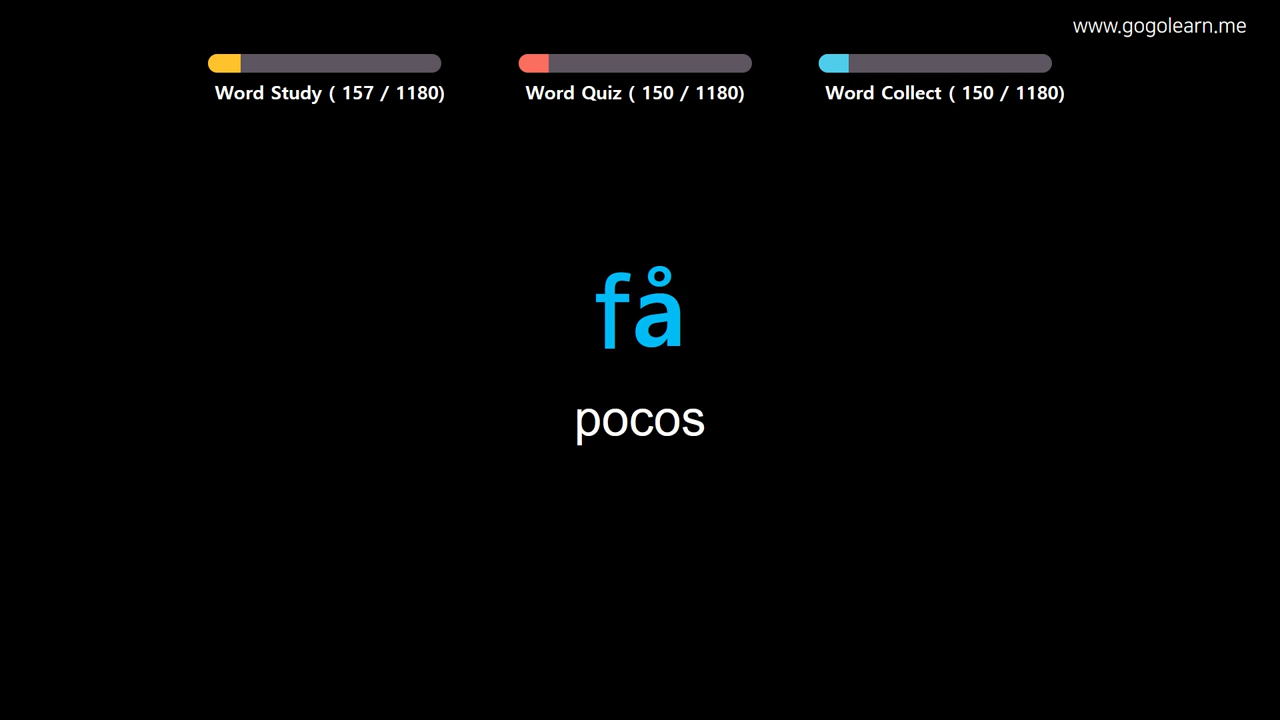 www.gogolearn.me
Word Study ( 157 / 1180)
Word Quiz ( 150 / 1180)
Word Collect ( 150 / 1180)
få
pocos